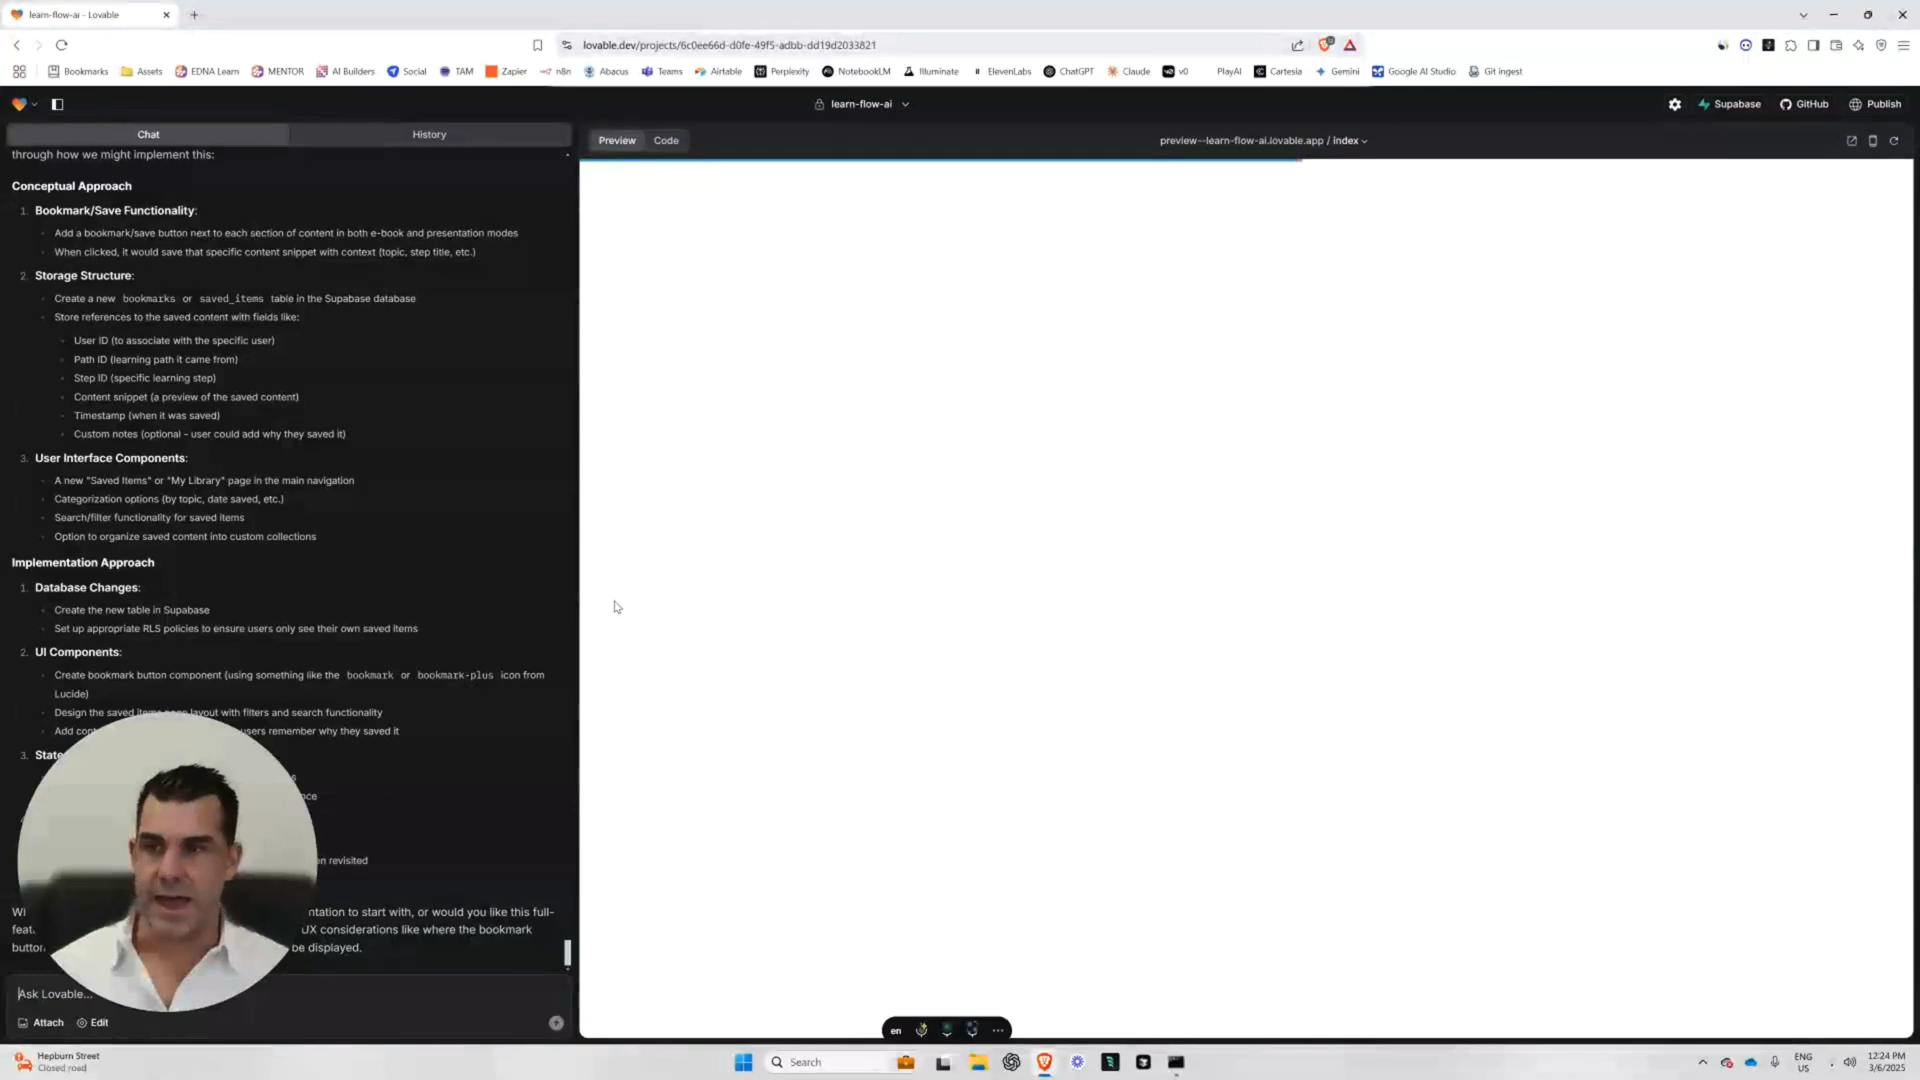 learn-flow-ai - Lovable
lovable.dev/projects/6c0ee66d-d0fe-49f5-adbb-dd19d2033821
Bookmarks Assets EDNA Learn MENTOR AI Builders Social TAM Zapier n8n Abacus Teams Airtable Perplexity NotebookLM Illuminate ElevenLabs ChatGPT Claude v0 PlayAI Cartesia Gemini Google AI Studio Git ingest
learn-flow-ai
Supabase GitHub Publish
Chat History
Preview Code
preview--learn-flow-ai.lovable.app / index
through how we might implement this:
Conceptual Approach
1. Bookmark/Save Functionality:
Add a bookmark/save button next to each section of content in both e-book and presentation modes
When clicked, it would save that specific content snippet with context (topic, step title, etc.)
2. Storage Structure:
Create a new bookmarks or saved_items table in the Supabase database
Store references to the saved content with fields like:
User ID (to associate with the specific user)
Path ID (learning path it came from)
Step ID (specific learning step)
Content snippet (a preview of the saved content)
Timestamp (when it was saved)
Custom notes (optional - user could add why they saved it)
3. User Interface Components:
A new "Saved Items" or "My Library" page in the main navigation
Categorization options (by topic, date saved, etc.)
Search/filter functionality for saved items
Option to organize saved content into custom collections
Implementation Approach
1. Database Changes:
Create the new table in Supabase
Set up appropriate RLS policies to ensure users only see their own saved items
2. UI Components:
Create bookmark button component (using something like the bookmark or bookmark-plus icon from
Lucide)
Design the saved items page layout with filters and search functionality
Add users remember why they saved it
3. State
revisited
to start with, or would you like this full-
UX considerations like where the bookmark
be displayed.
Ask Lovable...
Attach Edit
en
Hepburn Street
Closed road
Search
ENG
US
12:24 PM
3/6/2025